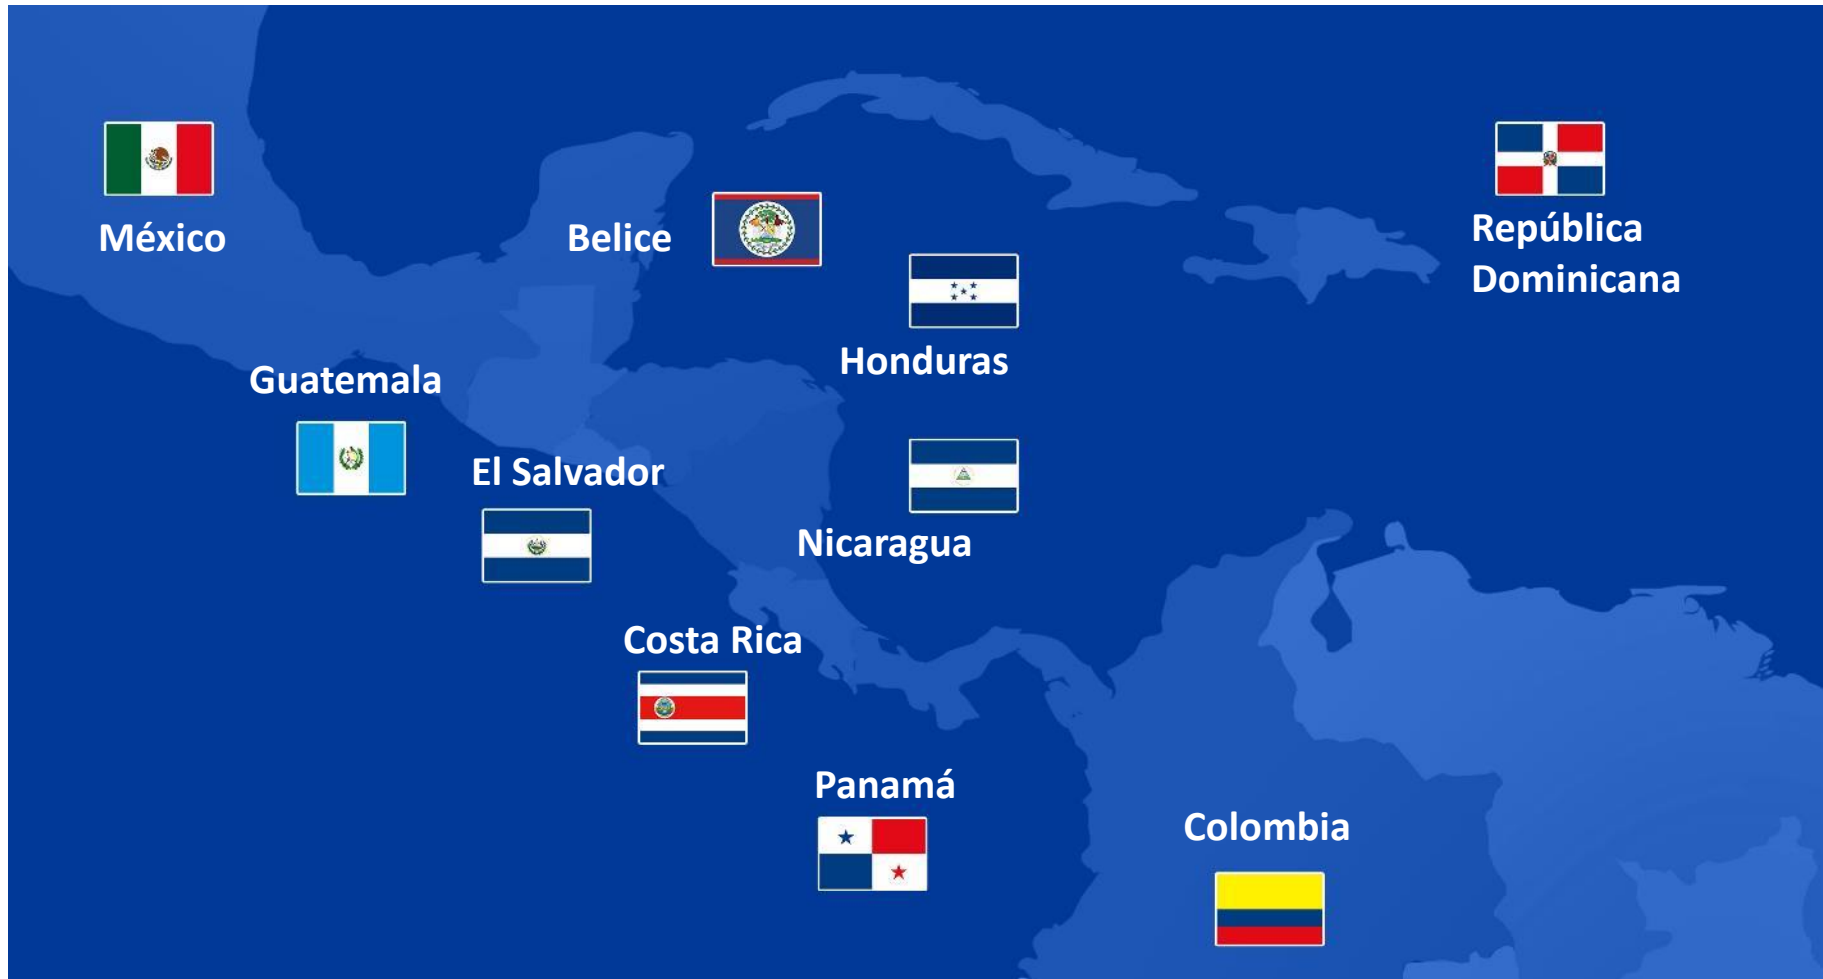 México
Belice
República
Dominicana
Honduras
Guatemala
El Salvador
Nicaragua
Costa Rica
Panamá
Colombia